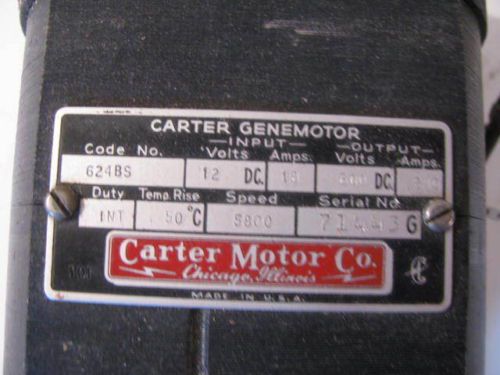 CARTER GENEMOTOR
INPUT OUTPUT
Code No. Volts Amps. Volts Amps.
624BS 12 DC. 18 DC.
Duty Temp. Rise Speed Serial No.
INT 50°C 5800 G
Carter Motor Co.
Chicago, Illinois
MADE IN U.S.A.